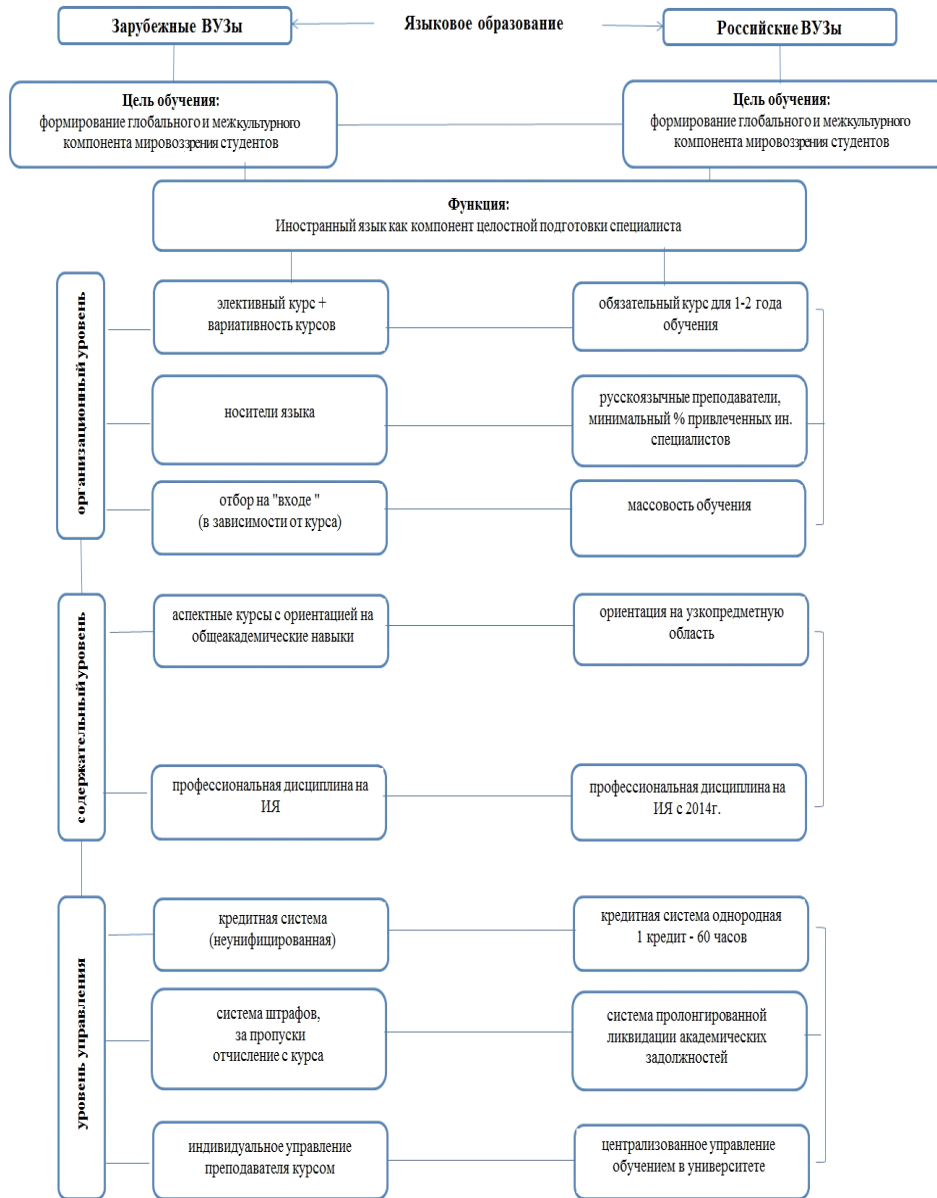 Зарубежные ВУЗы
Языковое образование
Российские ВУЗы
Цель обучения:
формирование глобального и межкультурного
компонента мировоззрения студентов
Цель обучения:
формирование глобального и межкультурного
компонента мировоззрения студентов
Функция:
Иностранный язык как компонент целостной подготовки специалиста
организационный уровень
элективный курс +
вариативность курсов
обязательный курс для 1-2 года
обучения
носители языка
русскоязычные преподаватели,
минимальный % привлеченных ин.
специалистов
отбор на "входе "
(в зависимости от курса)
массовость обучения
содержательный уровень
аспектные курсы с ориентацией на
общеакадемические навыки
ориентация на узкопредметную
область
профессиональная дисциплина на
ИЯ
профессиональная дисциплина на
ИЯ с 2014г.
уровень управления
кредитная система
(неунифицированная)
кредитная система однородная
1 кредит - 60 часов
система штрафов,
за пропуски
отчисление с курса
система пролонгированной
ликвидации академических
задолжностей
индивидуальное управление
преподавателя курсом
централизованное управление
обучением в университете